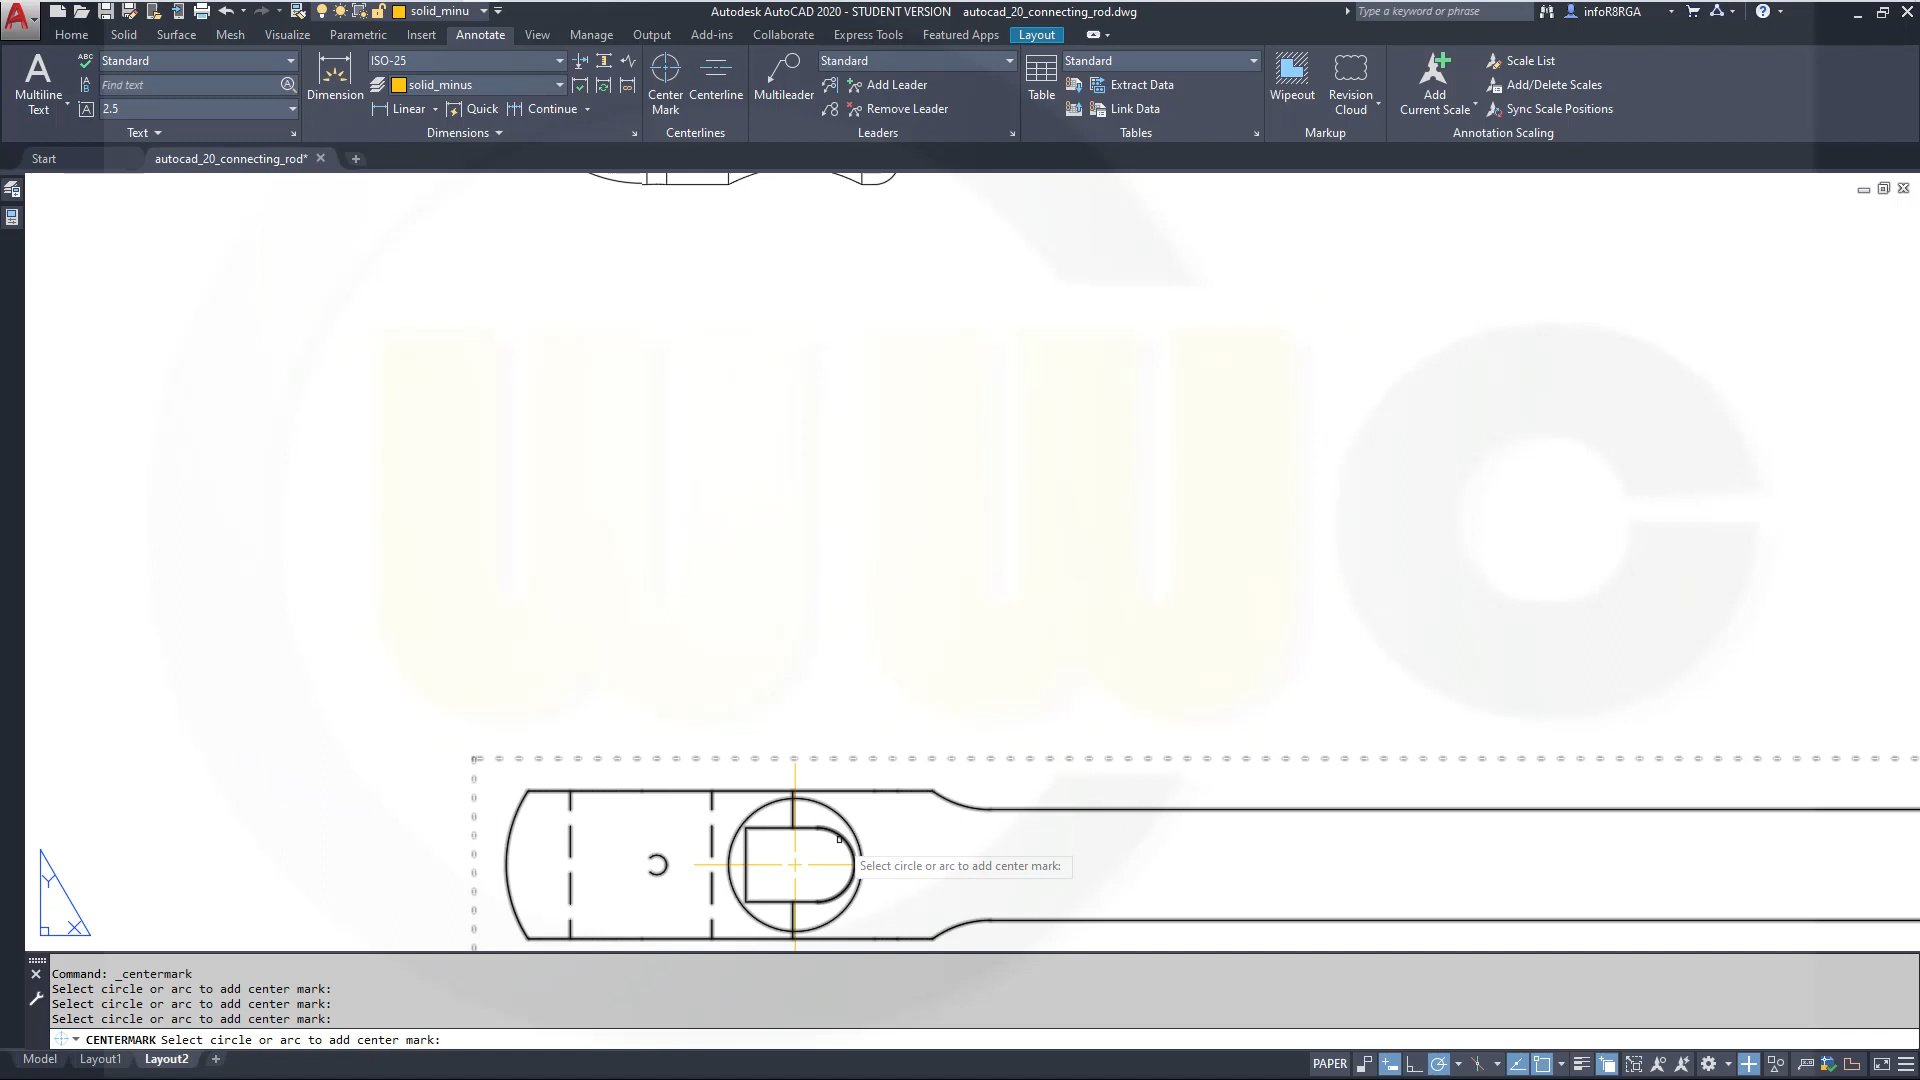 solid_minu
Autodesk AutoCAD 2020 - STUDENT VERSION autocad_20_connecting_rod.dwg
Type a keyword or phrase
infoR8RGA
Home Solid Surface Mesh Visualize Parametric Insert Annotate View Manage Output Add-ins Collaborate Express Tools Featured Apps Layout
Multiline Text
ABC
Standard
Find text
2.5
Text
Dimension
ISO-25
solid_minus
Linear Quick Continue
Dimensions
Center Mark
Centerline
Centerlines
Multileader
Standard
Add Leader
Remove Leader
Leaders
Table
Standard
Extract Data
Link Data
Tables
Wipeout
Revision Cloud
Markup
Add Current Scale
Scale List
Add/Delete Scales
Sync Scale Positions
Annotation Scaling
Start autocad_20_connecting_rod*
uuuuc
Select circle or arc to add center mark:
Y
X
Command: _centermark
Select circle or arc to add center mark:
Select circle or arc to add center mark:
Select circle or arc to add center mark:
CENTERMARK Select circle or arc to add center mark:
Model Layout1 Layout2
PAPER